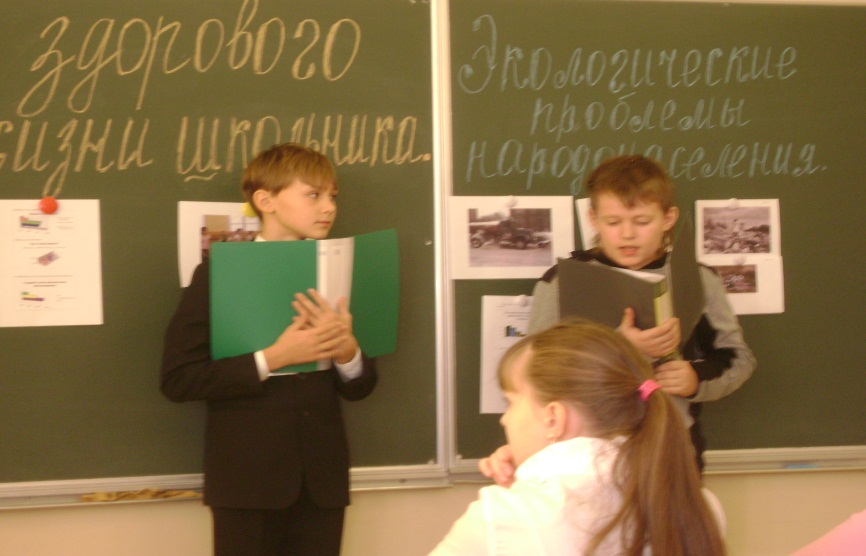 здорового
жизни школьника.
Экологические
проблемы
народонаселения.